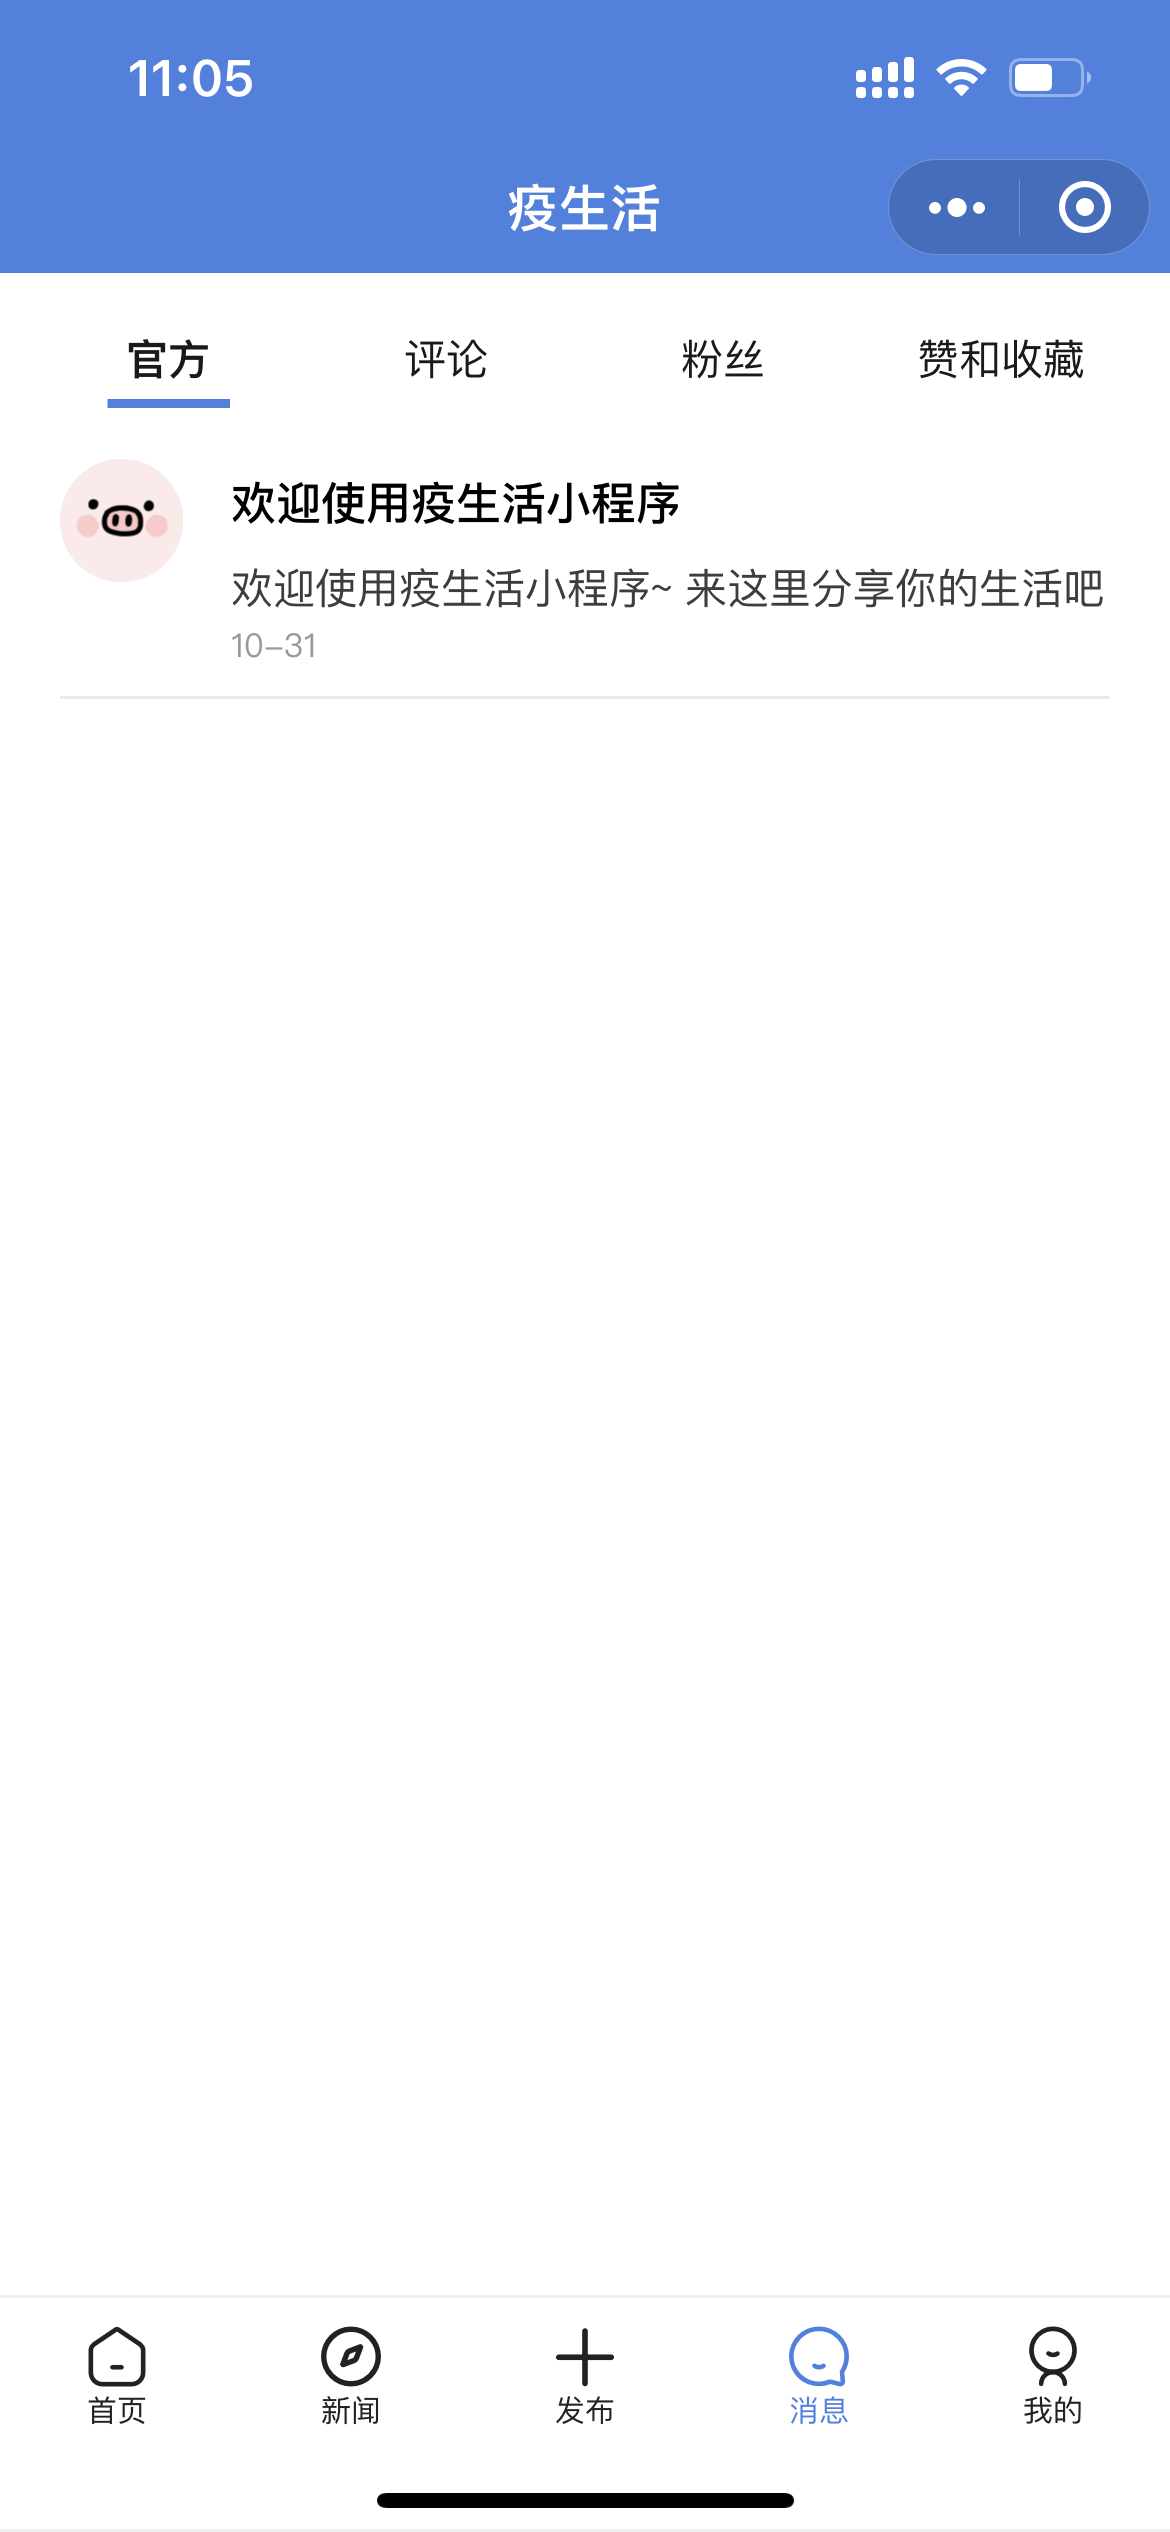 11:05
疫生活
官方 评论 粉丝 赞和收藏
欢迎使用疫生活小程序
欢迎使用疫生活小程序~ 来这里分享你的生活吧
10-31
首页 新闻 发布 消息 我的